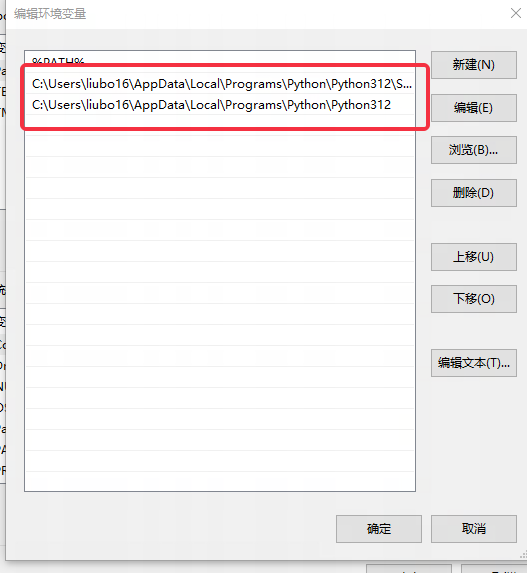 编辑环境变量
%PATH%
C:\Users\liubo16\AppData\Local\Programs\Python\Python312\S...
C:\Users\liubo16\AppData\Local\Programs\Python\Python312
新建(N)
编辑(E)
浏览(B)...
删除(D)
上移(U)
下移(O)
编辑文本(T)...
确定
取消